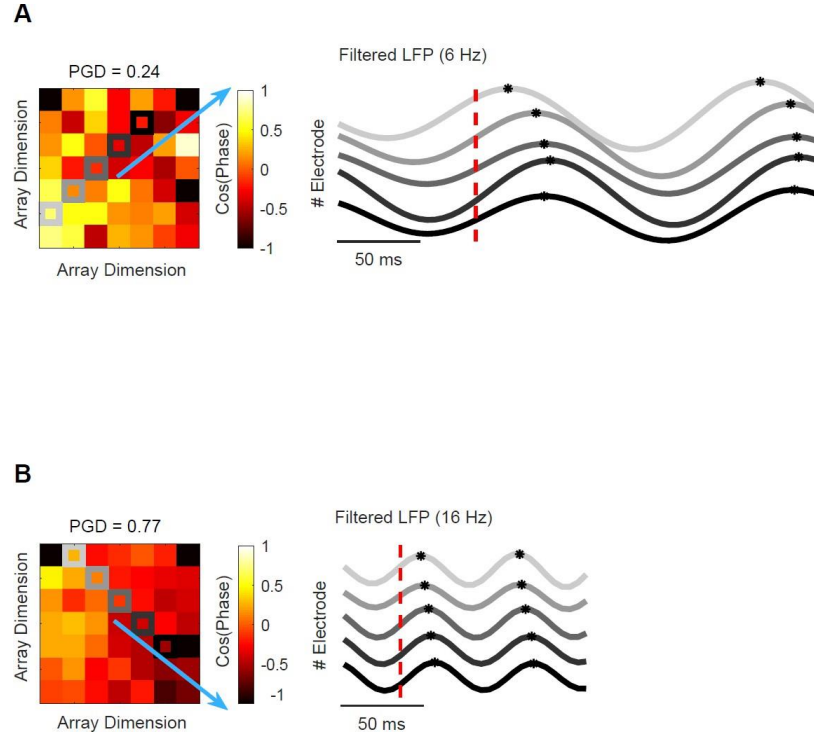 A
Filtered LFP (6 Hz)
PGD = 0.24
Array Dimension
1
0.5
0
-0.5
-1
Cos(Phase)
# Electrode
50 ms
Array Dimension
B
Filtered LFP (16 Hz)
PGD = 0.77
Array Dimension
1
0.5
0
-0.5
-1
Cos(Phase)
# Electrode
50 ms
Array Dimension